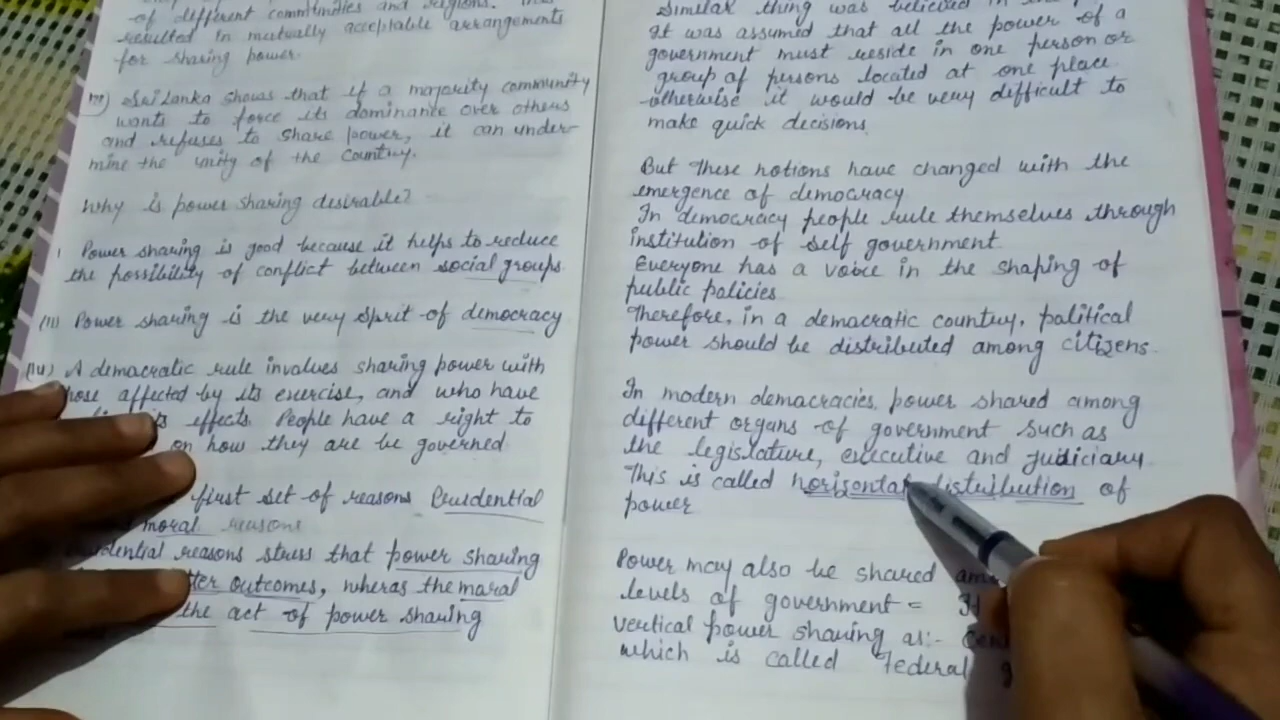 of different communities and regions.
resulted in mutually acceptable arrangements
for sharing power.
Sri Lanka shows that if a majority community
wants to force its dominance over others
and refuses to share power, it can under-
mine the unity of the country.
Why is power sharing desirable?
Power sharing is good because it helps to reduce
the possibility of conflict between social groups
(II) Power sharing is the very spirit of democracy
A democratic rule involves sharing power with
those affected by its exercise, and who have
its effects. People have a right to
on how they are be governed
first set of reasons Prudential
moral reasons
reasons stress that power sharing
outcomes, wheras the moral
the act of power sharing
Similar thing was believed in
It was assumed that all the power of a
government must reside in one person or
group of persons located at one place.
otherwise it would be very difficult to
make quick decisions.
But these notions have changed with the
emergence of democracy
In democracy people rule themselves through
institution of self government.
Everyone has a voice in the shaping of
public policies
Therefore, in a democratic country, political
power should be distributed among citizens.
In modern democracies, power shared among
different organs of government such as
the legislature, executive and Judiciary.
This is called horizontal distribution of
power
Power may also be shared
levels of government =
vertical power sharing as:-
which is called federal